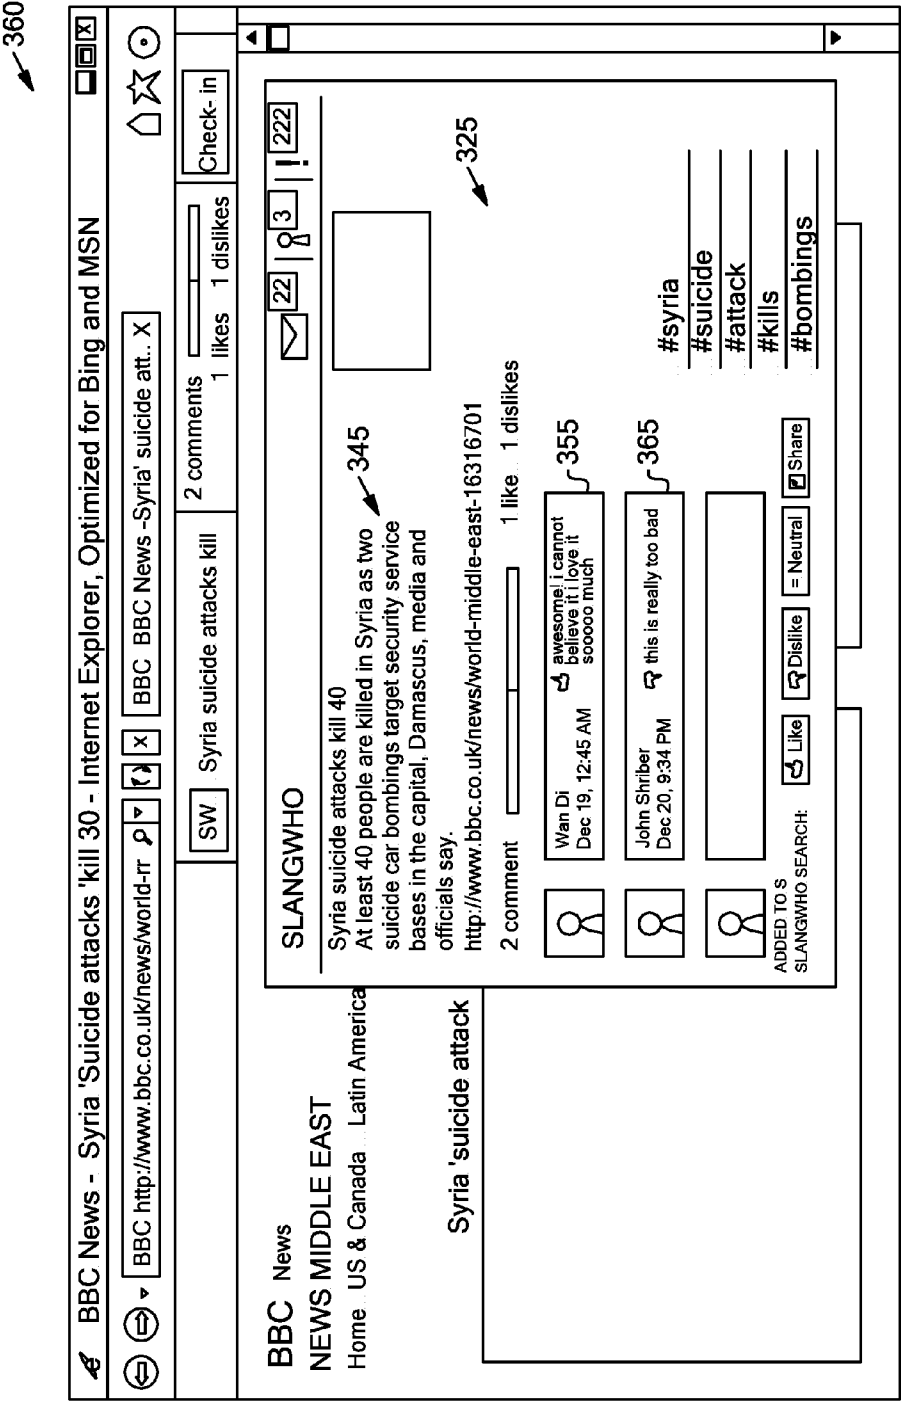 360
BBC News - Syria 'Suicide attacks 'kill 30 - Internet Explorer, Optimized for Bing and MSN
X
BBC http://www.bbc.co.uk/news/world-rr
X
BBC BBC News -Syria' suicide att.. X
SW
Syria suicide attacks kill
2 comments
1 likes 1 dislikes
Check- in
BBC News
NEWS MIDDLE EAST
Home US & Canada Latin America
Syria 'suicide attack
SLANGWHO
22
3
! 222
Syria suicide attacks kill 40
345
At least 40 people are killed in Syria as two
suicide car bombings target security service
bases in the capital, Damascus, media and
officials say.
http://www.bbc.co.uk/news/world-middle-east-16316701
325
2 comment
1 like 1 dislikes
Wan Di
Dec 19, 12:45 AM
awesome! i cannot
believe it i love it
sooooo much
355
John Shriber
Dec 20, 9:34 PM
this is really too bad
365
#syria
#suicide
#attack
#kills
#bombings
ADDED TO S
SLANGWHO SEARCH:
Like
Dislike
= Neutral
Share